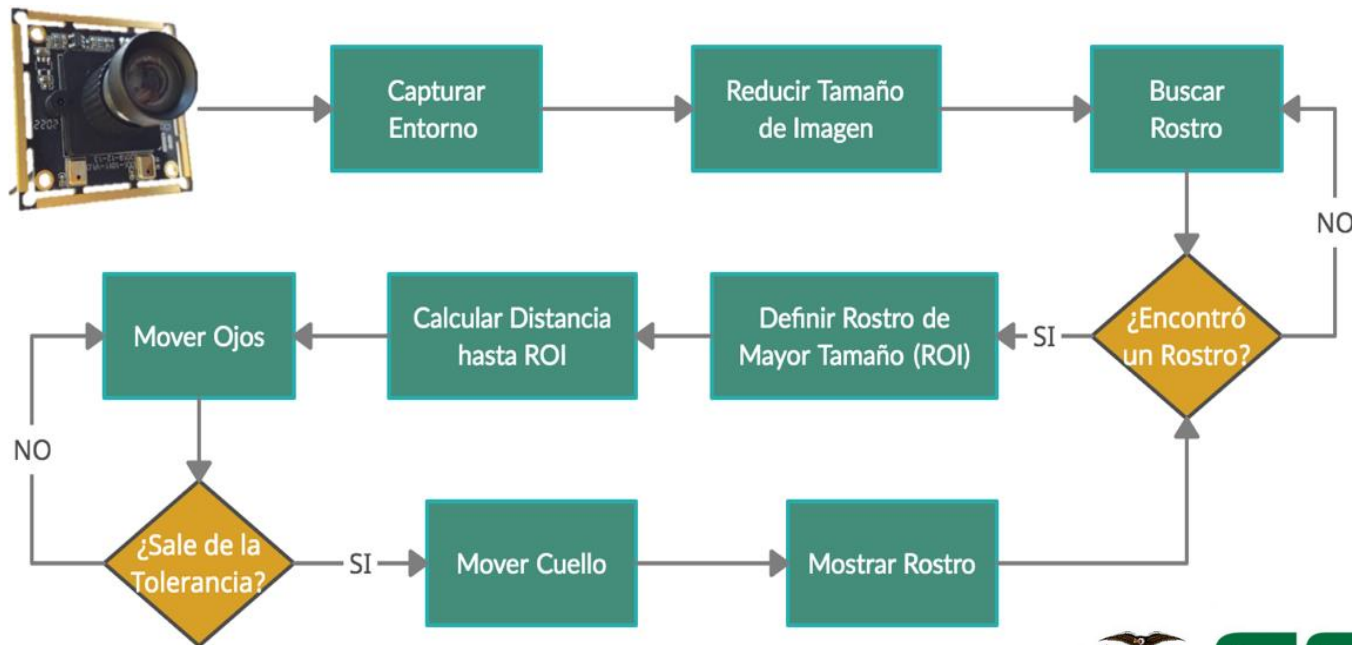 Capturar
Entorno
Reducir Tamaño
de Imagen
Buscar
Rostro
NO
¿Encontró
un Rostro?
SI
Definir Rostro de
Mayor Tamaño (ROI)
Calcular Distancia
hasta ROI
Mover Ojos
NO
¿Sale de la
Tolerancia?
SI
Mover Cuello
Mostrar Rostro